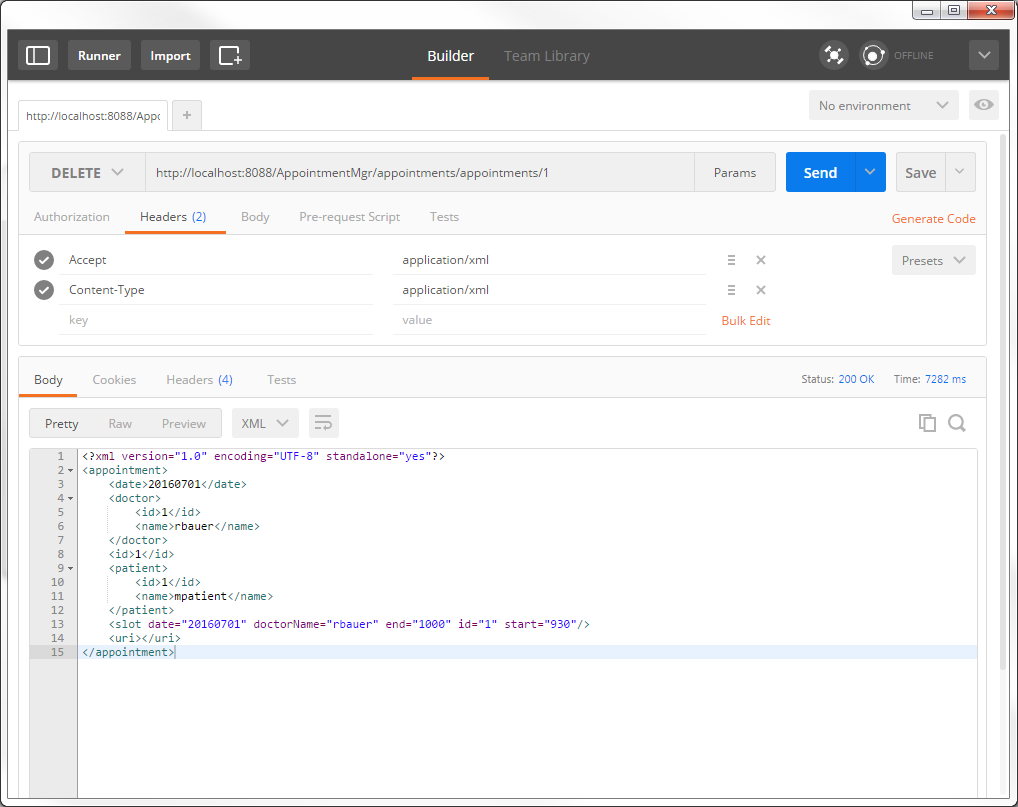 Runner Import Builder Team Library OFFLINE
http://localhost:8088/Appo + No environment
DELETE http://localhost:8088/AppointmentMgr/appointments/appointments/1 Params Send Save
Authorization Headers (2) Body Pre-request Script Tests Generate Code
Accept application/xml Presets
Content-Type application/xml
key value Bulk Edit
Body Cookies Headers (4) Tests Status: 200 OK Time: 7282 ms
Pretty Raw Preview XML
1 <?xml version="1.0" encoding="UTF-8" standalone="yes"?>
2 <appointment>
3 <date>20160701</date>
4 <doctor>
5 <id>1</id>
6 <name>rbauer</name>
7 </doctor>
8 <id>1</id>
9 <patient>
10 <id>1</id>
11 <name>mpatient</name>
12 </patient>
13 <slot date="20160701" doctorName="rbauer" end="1000" id="1" start="930"/>
14 <uri></uri>
15 </appointment>